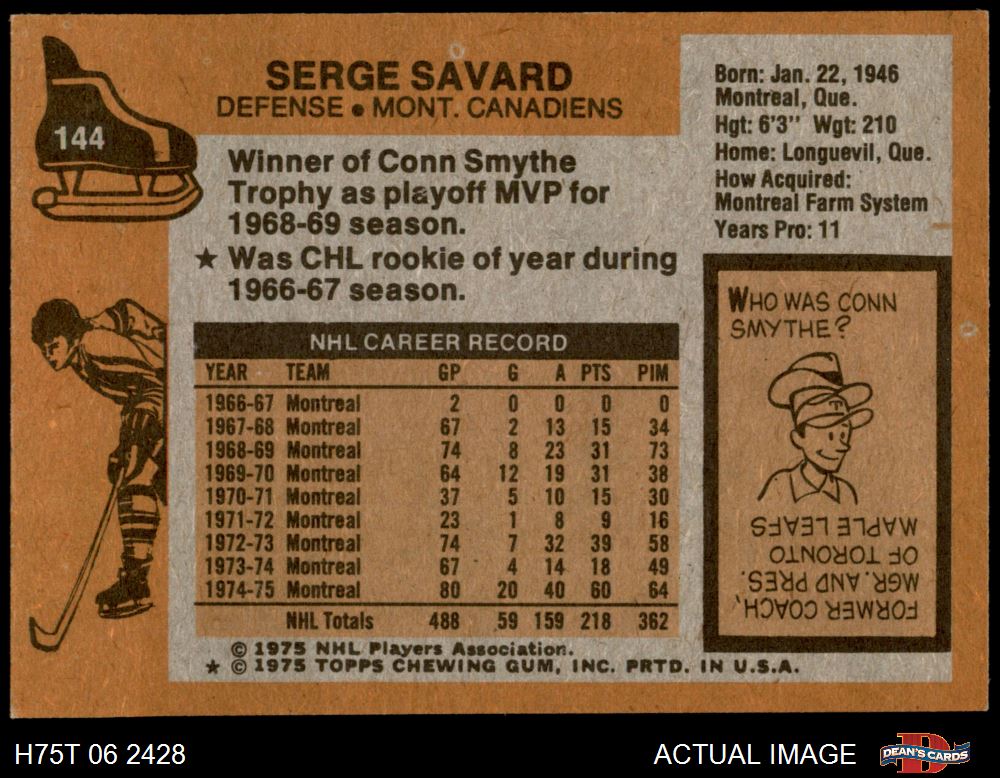 144
SERGE SAVARD
DEFENSE • MONT. CANADIENS
Winner of Conn Smythe
Trophy as playoff MVP for
1968-69 season.
★ Was CHL rookie of year during
1966-67 season.
Born: Jan. 22, 1946
Montreal, Que.
Hgt: 6'3" Wgt: 210
Home: Longuevil, Que.
How Acquired:
Montreal Farm System
Years Pro: 11
NHL CAREER RECORD
YEAR TEAM GP G A PTS PIM
1966-67 Montreal 2 0 0 0 0
1967-68 Montreal 67 2 13 15 34
1968-69 Montreal 74 8 23 31 73
1969-70 Montreal 64 12 19 31 38
1970-71 Montreal 37 5 10 15 30
1971-72 Montreal 23 1 8 9 16
1972-73 Montreal 74 7 32 39 58
1973-74 Montreal 67 4 14 18 49
1974-75 Montreal 80 20 40 60 64
NHL Totals 488 59 159 218 362
WHO WAS CONN
SMYTHE?
T
FORMER COACH,
MGR. AND PRES.
OF TORONTO
MAPLE LEAFS
© 1975 NHL Players Association.
★ © 1975 TOPPS CHEWING GUM, INC. PRTD. IN U.S.A.
H75T 06 2428
ACTUAL IMAGE
D
DEAN'S CARDS